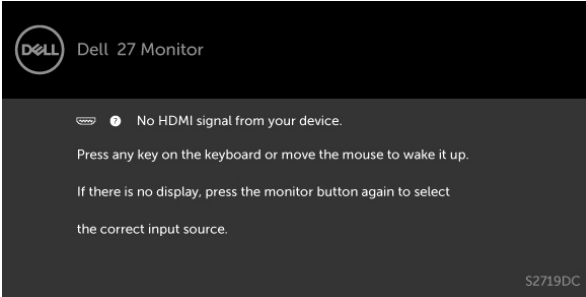 DELL
Dell 27 Monitor
? No HDMI signal from your device.
Press any key on the keyboard or move the mouse to wake it up.
If there is no display, press the monitor button again to select
the correct input source.
S2719DC